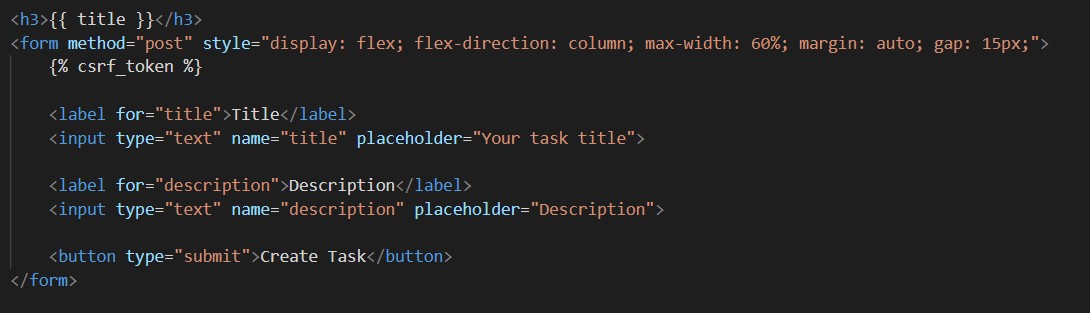 <h3>{{ title }}</h3>
<form method="post" style="display: flex; flex-direction: column; max-width: 60%; margin: auto; gap: 15px;">
{% csrf_token %}
<label for="title">Title</label>
<input type="text" name="title" placeholder="Your task title">
<label for="description">Description</label>
<input type="text" name="description" placeholder="Description">
<button type="submit">Create Task</button>
</form>